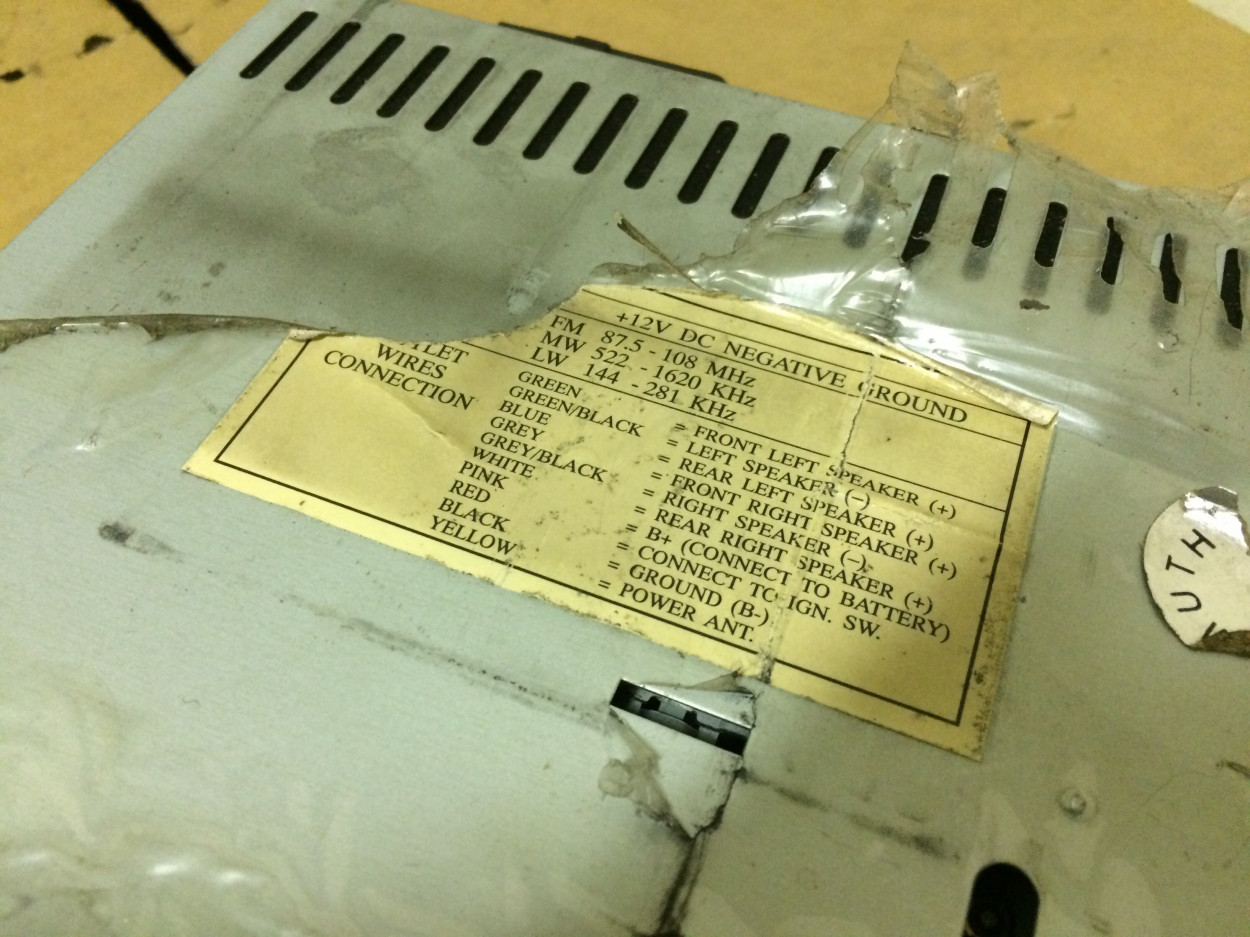 +12V DC NEGATIVE GROUND
FM 87.5 - 108 MHz
MW 522 - 1620 KHz
LW 144 - 281 KHz
TLET
WIRES
CONNECTION
GREEN = FRONT LEFT SPEAKER (+)
GREEN/BLACK = LEFT SPEAKER (–)
BLUE = REAR LEFT SPEAKER (+)
GREY = FRONT RIGHT SPEAKER (+)
GREY/BLACK = RIGHT SPEAKER (–)
WHITE = REAR RIGHT SPEAKER (+)
PINK = B+ (CONNECT TO BATTERY)
RED = CONNECT TO IGN. SW.
BLACK = GROUND (B-)
YELLOW = POWER ANT.
UTH